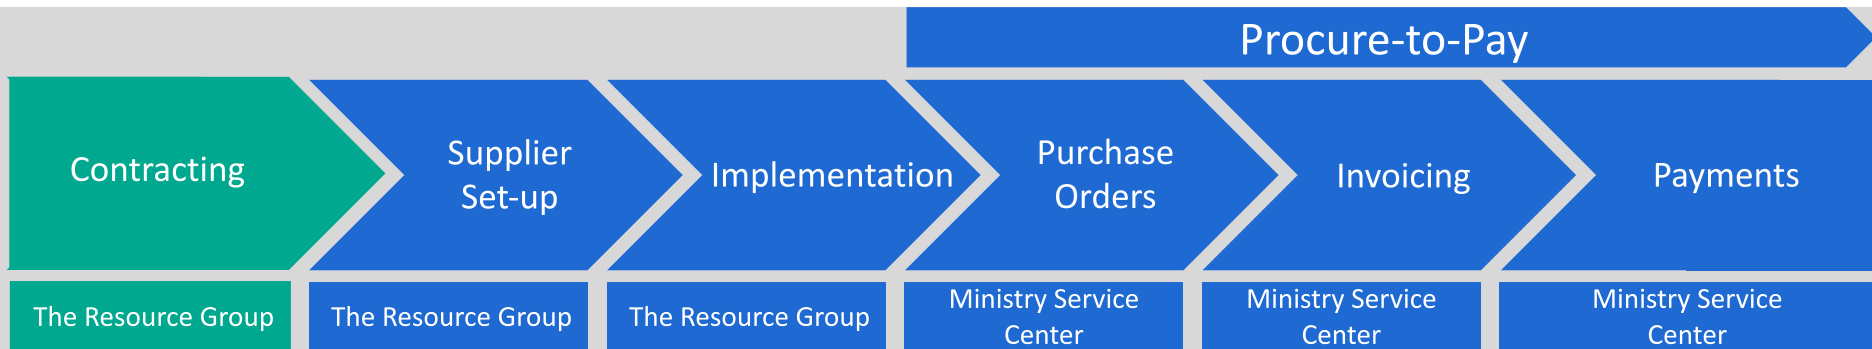 Procure-to-Pay
Contracting
Supplier
Set-up
Implementation
Purchase
Orders
Invoicing
Payments
The Resource Group
The Resource Group
The Resource Group
Ministry Service
Center
Ministry Service
Center
Ministry Service
Center